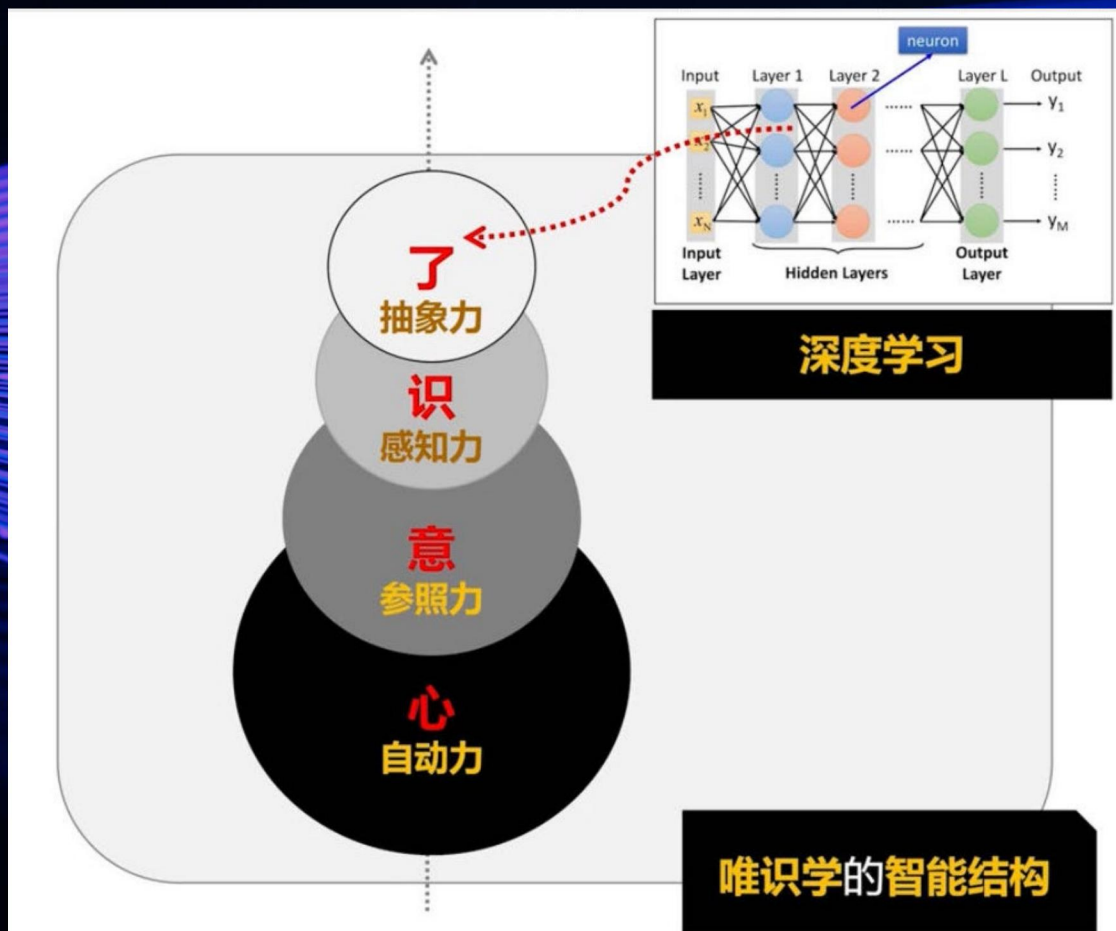 neuron
Input Layer 1 Layer 2 Layer L Output
x1 y1
x2 y2
xN yM
Input Layer
Hidden Layers
Output Layer
深度学习
了
抽象力
识
感知力
意
参照力
心
自动力
唯识学的智能结构